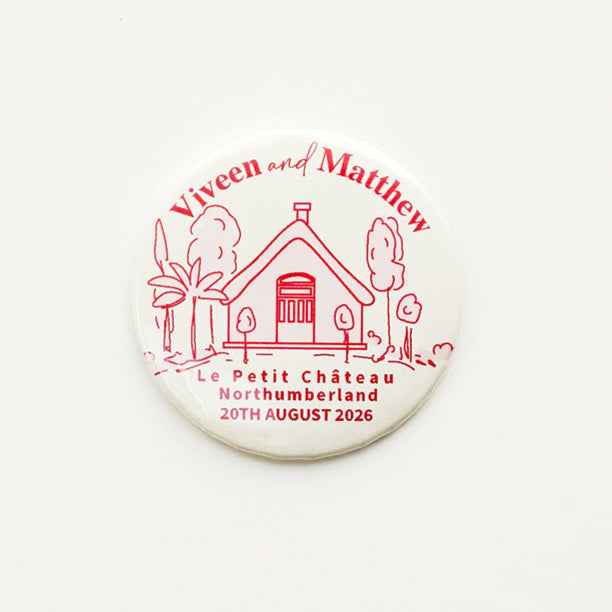 Viveen and Matthew
Le Petit Château
Northumberland
20TH AUGUST 2026